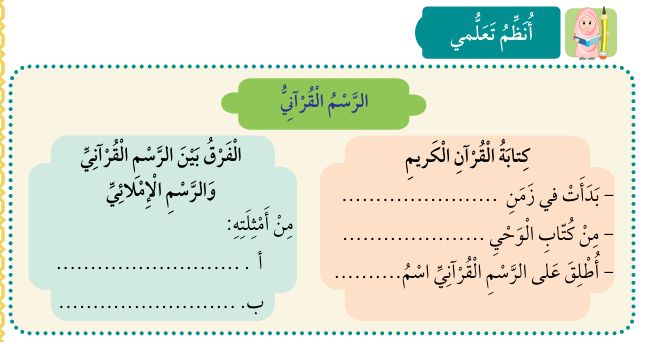 أُنَظِّمُ تَعَلُّمي
الرَّسْمُ الْقُرْآنِيُّ
كِتابَةُ الْقُرْآنِ الْكَريمِ
– بَدَأَتْ في زَمَنِ ........................
– مِنْ كُتّابِ الْوَحْيِ ......................
– أُطْلِقَ عَلى الرَّسْمِ الْقُرْآنِيِّ اسْمُ..........
الْفَرْقُ بَيْنَ الرَّسْمِ الْقُرْآنِيِّ
وَالرَّسْمِ الْإِمْلائِيِّ
مِنْ أَمْثِلَتِهِ:
أ . ............................
ب. ...........................